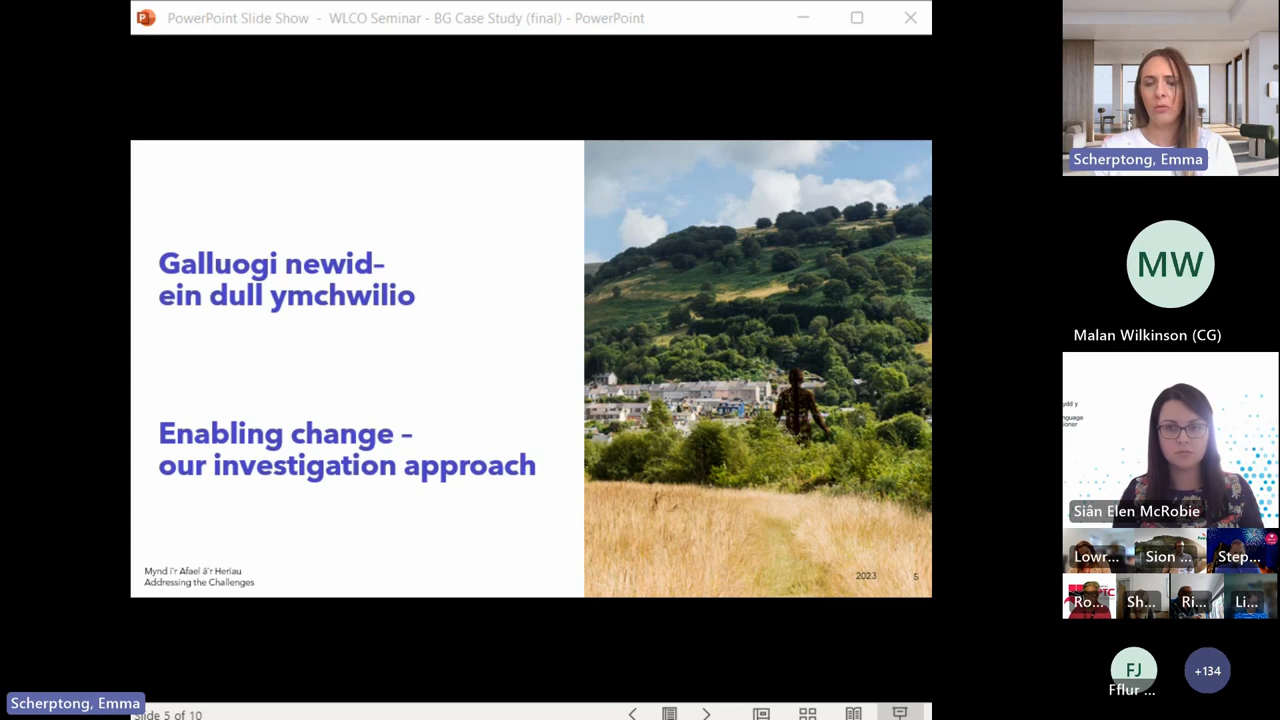 PowerPoint Slide Show - WLCO Seminar - BG Case Study (final) - PowerPoint
Galluogi newid–
ein dull ymchwilio
Enabling change –
our investigation approach
Mynd i'r Afael â'r Heriau
Addressing the Challenges
2023
5
Scherptong, Emma
MW
Malan Wilkinson (CG)
Siân Elen McRobie
Lowr...
Sion ...
Step...
Ro...
Sh...
Ri...
Li...
FJ
Fflur ...
+134
Scherptong, Emma
Slide 5 of 10